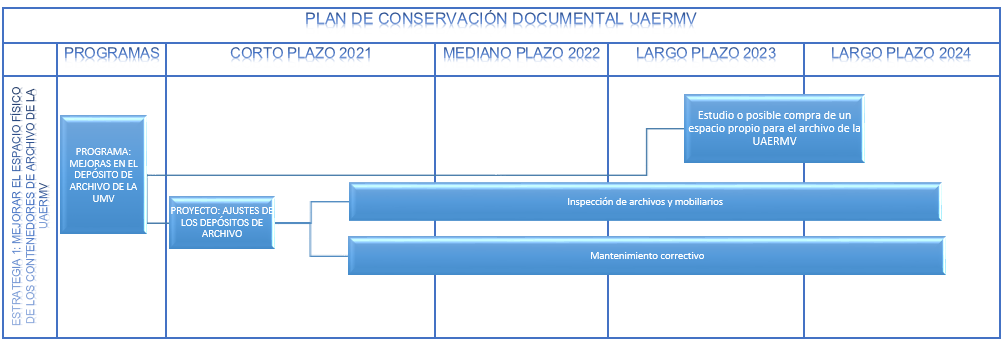 PLAN DE CONSERVACIÓN DOCUMENTAL UAERMV
PROGRAMAS
CORTO PLAZO 2021
MEDIANO PLAZO 2022
LARGO PLAZO 2023
LARGO PLAZO 2024
ESTRATEGIA 1: MEJORAR EL ESPACIO FÍSICO
DE LOS CONTENEDORES DE ARCHIVO DE LA
UAERMV
PROGRAMA:
MEJORAS EN EL
DEPÓSITO DE
ARCHIVO DE LA
UMV
Estudio o posible compra de un
espacio propio para el archivo de la
UAERMV
PROYECTO: AJUSTES DE
LOS DEPÓSITOS DE
ARCHIVO
Inspección de archivos y mobiliarios
Mantenimiento correctivo